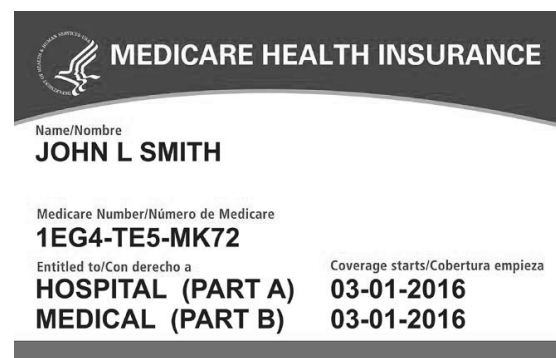 MEDICARE HEALTH INSURANCE
Name/Nombre
JOHN L SMITH
Medicare Number/Número de Medicare
1EG4-TE5-MK72
Entitled to/Con derecho a Coverage starts/Cobertura empieza
HOSPITAL (PART A) 03-01-2016
MEDICAL (PART B) 03-01-2016